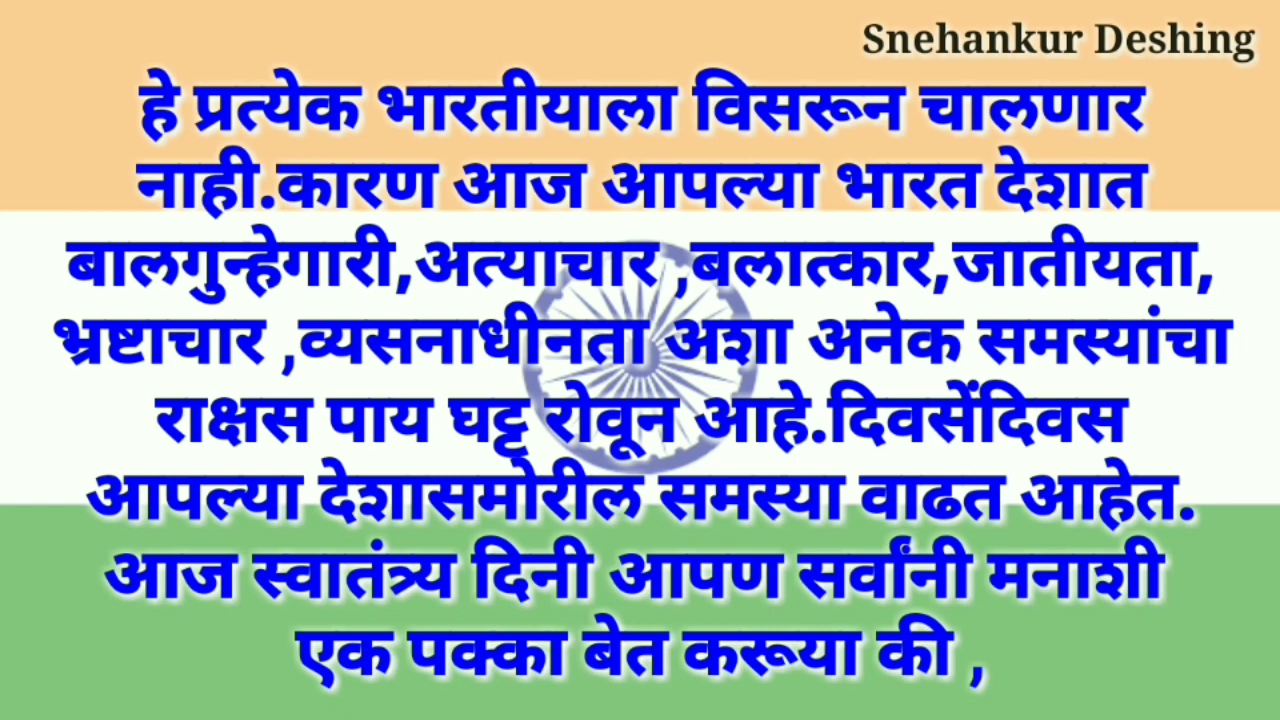 Snehankur Deshing
हे प्रत्येक भारतीयाला विसरून चालणार
नाही.कारण आज आपल्या भारत देशात
बालगुन्हेगारी,अत्याचार ,बलात्कार,जातीयता,
भ्रष्टाचार ,व्यसनाधीनता अशा अनेक समस्यांचा
राक्षस पाय घट्ट रोवून आहे.दिवसेंदिवस
आपल्या देशासमोरील समस्या वाढत आहेत.
आज स्वातंत्र्य दिनी आपण सर्वांनी मनाशी
एक पक्का बेत करूया की ,